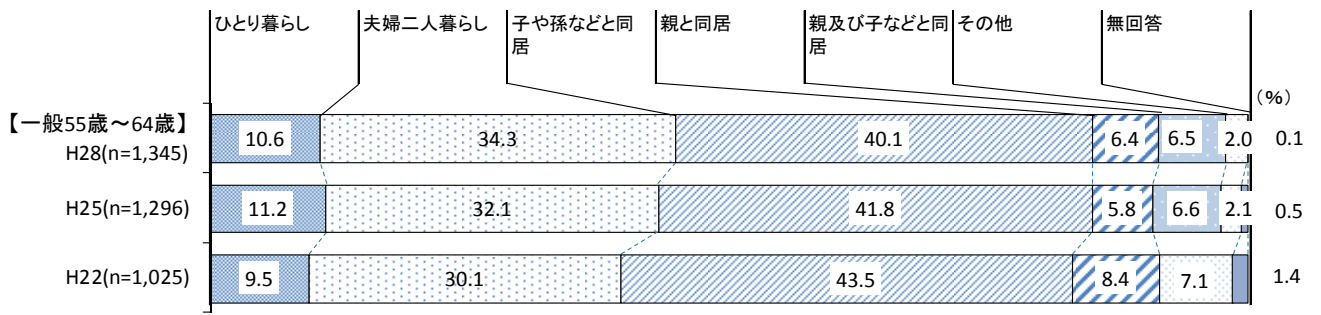 ひとり暮らし 夫婦二人暮らし 子や孫などと同居 親と同居 親及び子などと同居 その他 無回答
（%）
【一般55歳～64歳】
H28(n=1,345) 10.6 34.3 40.1 6.4 6.5 2.0 0.1
H25(n=1,296) 11.2 32.1 41.8 5.8 6.6 2.1 0.5
H22(n=1,025) 9.5 30.1 43.5 8.4 7.1 1.4